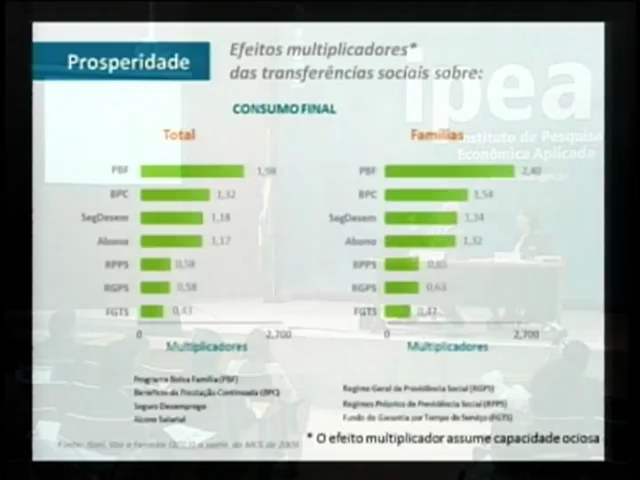 Prosperidade
Efeitos multiplicadores*
das transferências sociais sobre:
ipea
Instituto de Pesquisa
Econômica Aplicada
CONSUMO FINAL
Total
Famílias
PBF 1,98
BPC 1,32
SegDesem 1,18
Abono 1,17
RPPS 0,58
RGPS 0,58
FGTS 0,43
0 2,700
Multiplicadores
PBF 2,40
BPC 1,54
SegDesem 1,34
Abono 1,32
RPPS
RGPS 0,63
FGTS 0,47
0 2,700
Multiplicadores
Programa Bolsa Família (PBF)
Benefício de Prestação Continuada (BPC)
Seguro Desemprego
Abono Salarial
Regime Geral de Previdência Social (RGPS)
Regimes Próprios de Previdência Social (RPPS)
Fundo de Garantia por Tempo de Serviço (FGTS)
* O efeito multiplicador assume capacidade ociosa